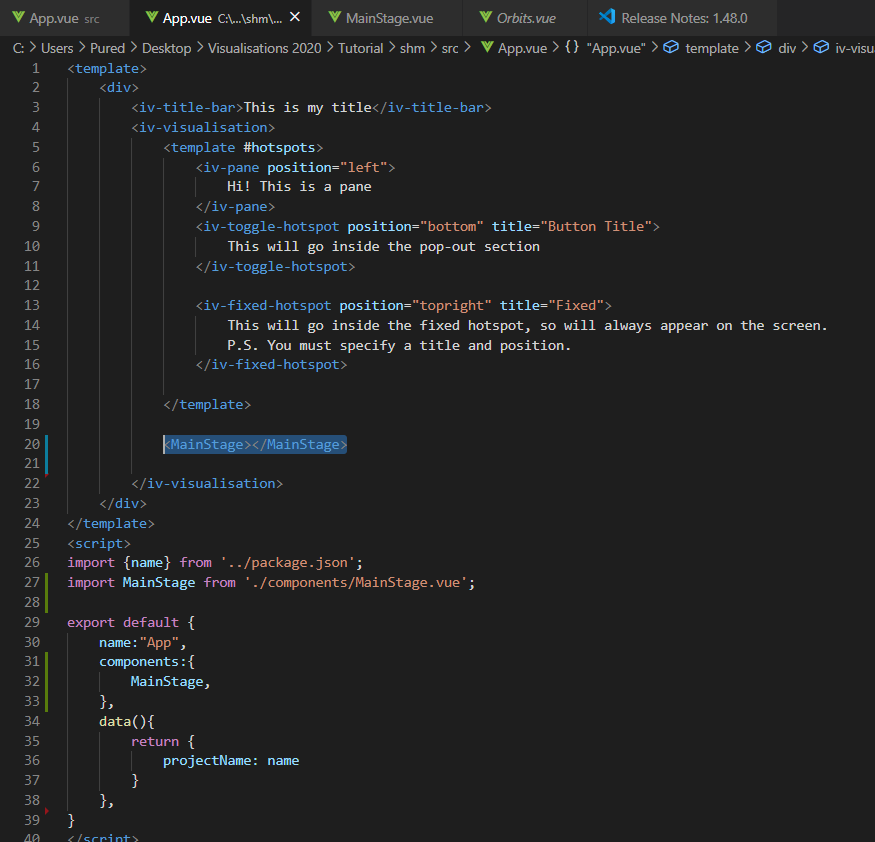 App.vue src App.vue C:\...\shm\... × MainStage.vue Orbits.vue Release Notes: 1.48.0
C: > Users > Pured > Desktop > Visualisations 2020 > Tutorial > shm > src > App.vue > {} "App.vue" > template > div > iv-visu
1 <template>
2 <div>
3 <iv-title-bar>This is my title</iv-title-bar>
4 <iv-visualisation>
5 <template #hotspots>
6 <iv-pane position="left">
7 Hi! This is a pane
8 </iv-pane>
9 <iv-toggle-hotspot position="bottom" title="Button Title">
10 This will go inside the pop-out section
11 </iv-toggle-hotspot>
12
13 <iv-fixed-hotspot position="topright" title="Fixed">
14 This will go inside the fixed hotspot, so will always appear on the screen.
15 P.S. You must specify a title and position.
16 </iv-fixed-hotspot>
17
18 </template>
19
20 <MainStage></MainStage>
21
22 </iv-visualisation>
23 </div>
24 </template>
25 <script>
26 import {name} from '../package.json';
27 import MainStage from './components/MainStage.vue';
28
29 export default {
30 name:"App",
31 components:{
32 MainStage,
33 },
34 data(){
35 return {
36 projectName: name
37 }
38 },
39 }
40 </script>